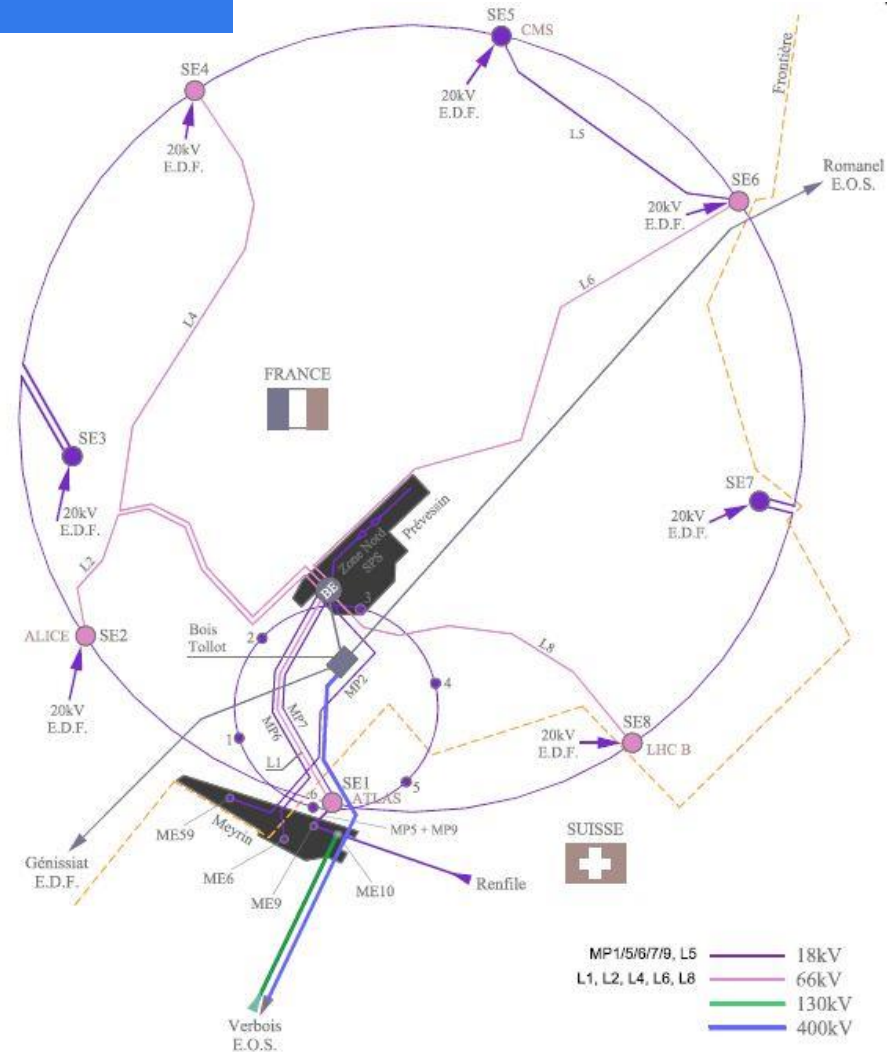 SE5
CMS
SE4
Frontière
20kV
E.D.F.
20kV
E.D.F.
L5
SE6
Romanel
E.O.S.
20kV
E.D.F.
L6
L4
FRANCE
SE3
Prévessin
Zone Nord
SPS
SE7
20kV
E.D.F.
20kV
E.D.F.
L2
BE
3
ALICE
SE2
Bois
Tollot
2
L8
MP2
4
20kV
E.D.F.
MP7
MP6
SE8
20kV
E.D.F.
LHC B
1
L1
SE1
ATLAS
5
6
Meyrin
MP5 + MP9
ME59
SUISSE
Génissiat
E.D.F.
ME6
ME9
ME10
Renfile
MP1/5/6/7/9, L5
18kV
L1, L2, L4, L6, L8
66kV
130kV
400kV
Verbois
E.O.S.